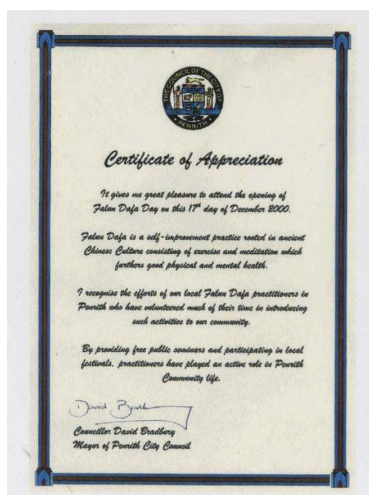 THE COUNCIL OF THE CITY OF
PENRITH
Certificate of Appreciation
It gives me great pleasure to attend the opening of
Falun Dafa Day on this 17th day of December 2000.
Falun Dafa is a self-improvement practice rooted in ancient
Chinese Culture consisting of exercise and meditation which
furthers good physical and mental health.
I recognise the efforts of our local Falun Dafa practitioners in
Penrith who have volunteered much of their time in introducing
such activities to our community.
By providing free public seminars and participating in local
festivals, practitioners have played an active role in Penrith
Community life.
David Bradb
Councillor David Bradbury
Mayor of Penrith City Council